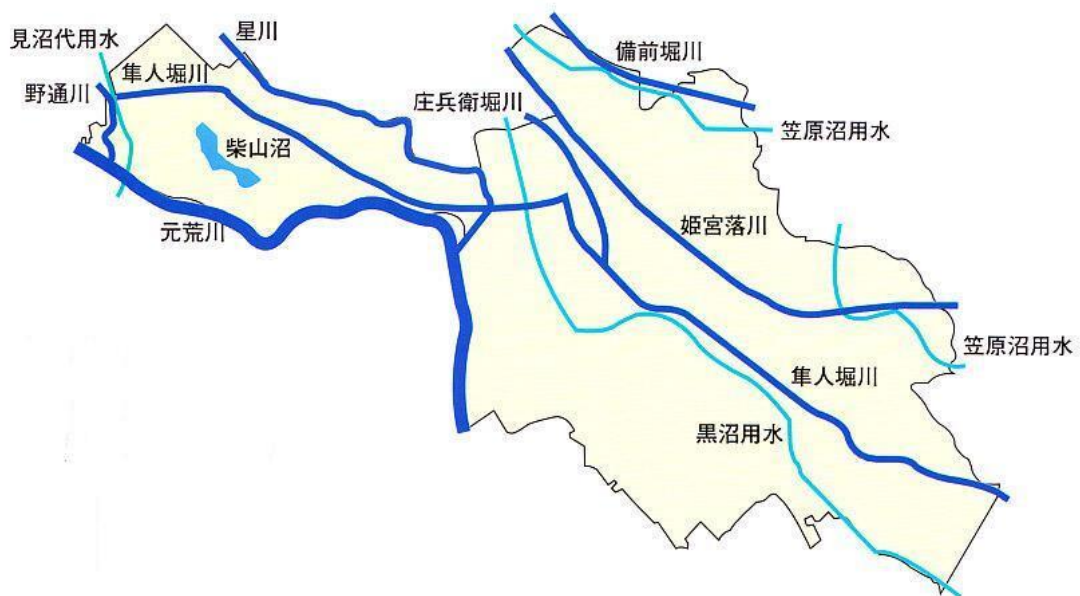 見沼代用水
星川
備前堀川
隼人堀川
野通川
庄兵衛堀川
笠原沼用水
柴山沼
姫宮落川
元荒川
笠原沼用水
隼人堀川
黒沼用水